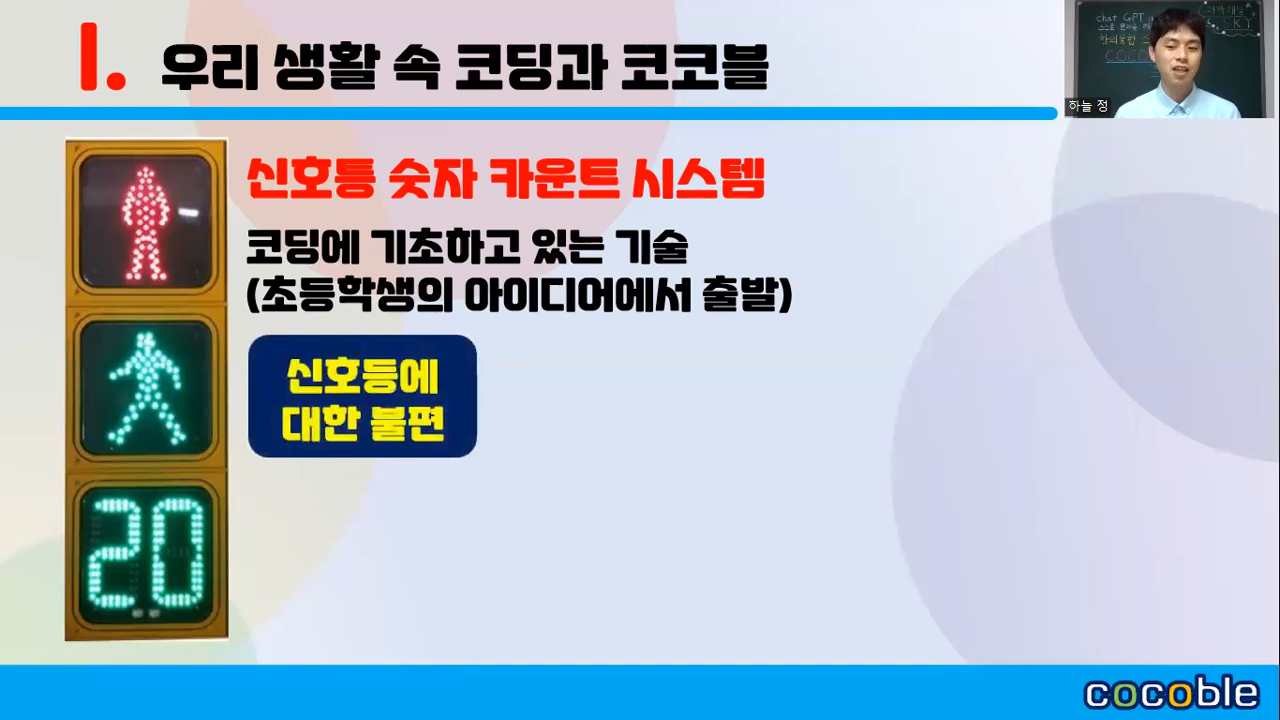 I. 우리 생활 속 코딩과 코코블
chat GPT
SKY
하늘 정
신호등 숫자 카운트 시스템
코딩에 기초하고 있는 기술
(초등학생의 아이디어에서 출발)
신호등에
대한 불편
20
cocoble